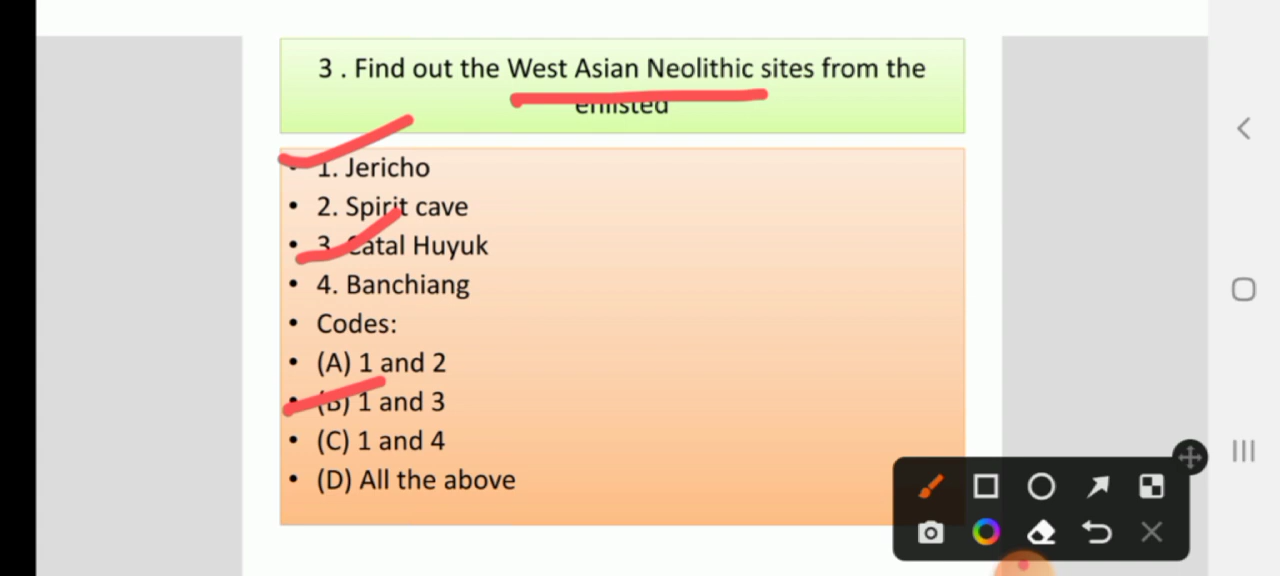 3 . Find out the West Asian Neolithic sites from the
enlisted
• 1. Jericho
• 2. Spirit cave
• 3. Catal Huyuk
• 4. Banchiang
• Codes:
• (A) 1 and 2
• (B) 1 and 3
• (C) 1 and 4
• (D) All the above